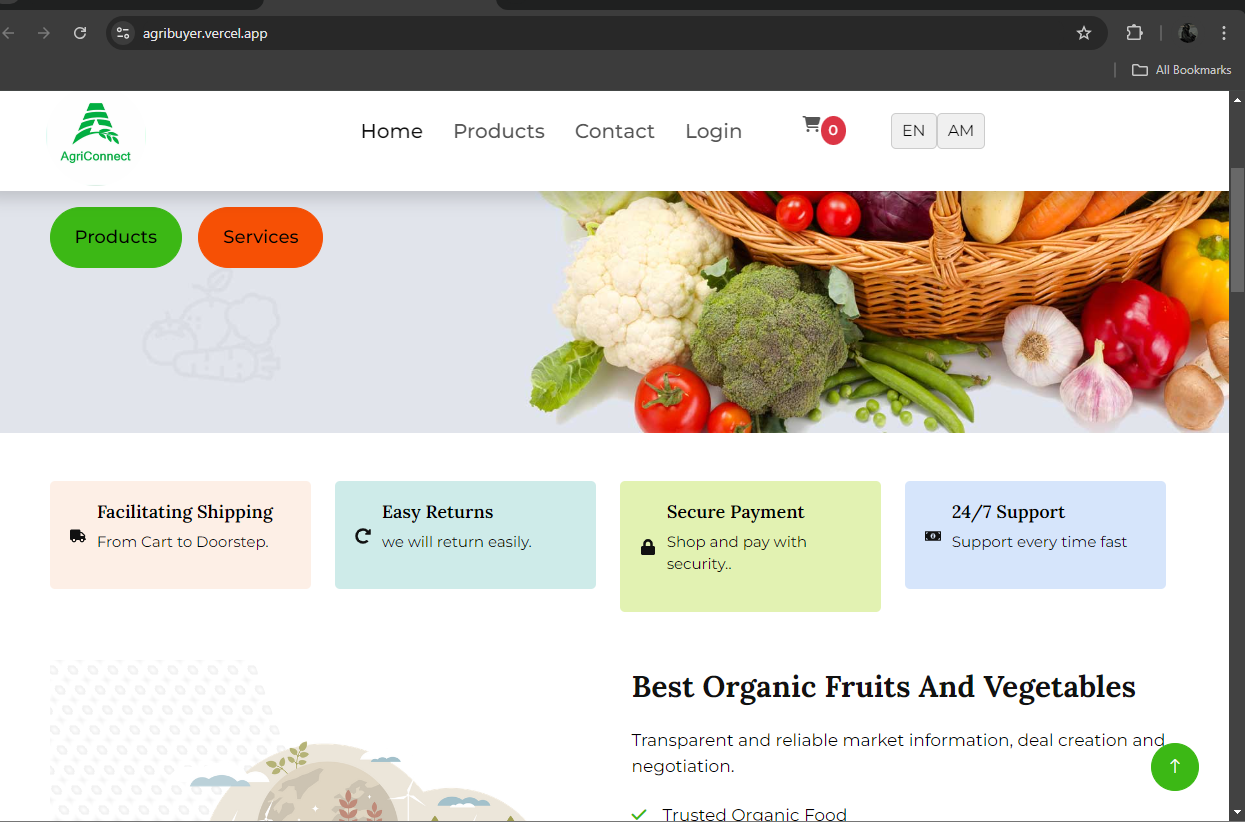 agribuyer.vercel.app
All Bookmarks
AgriConnect
Home Products Contact Login 0 EN AM
Products Services
Facilitating Shipping
From Cart to Doorstep.
Easy Returns
we will return easily.
Secure Payment
Shop and pay with
security..
24/7 Support
Support every time fast
Best Organic Fruits And Vegetables
Transparent and reliable market information, deal creation and
negotiation.
Trusted Organic Food